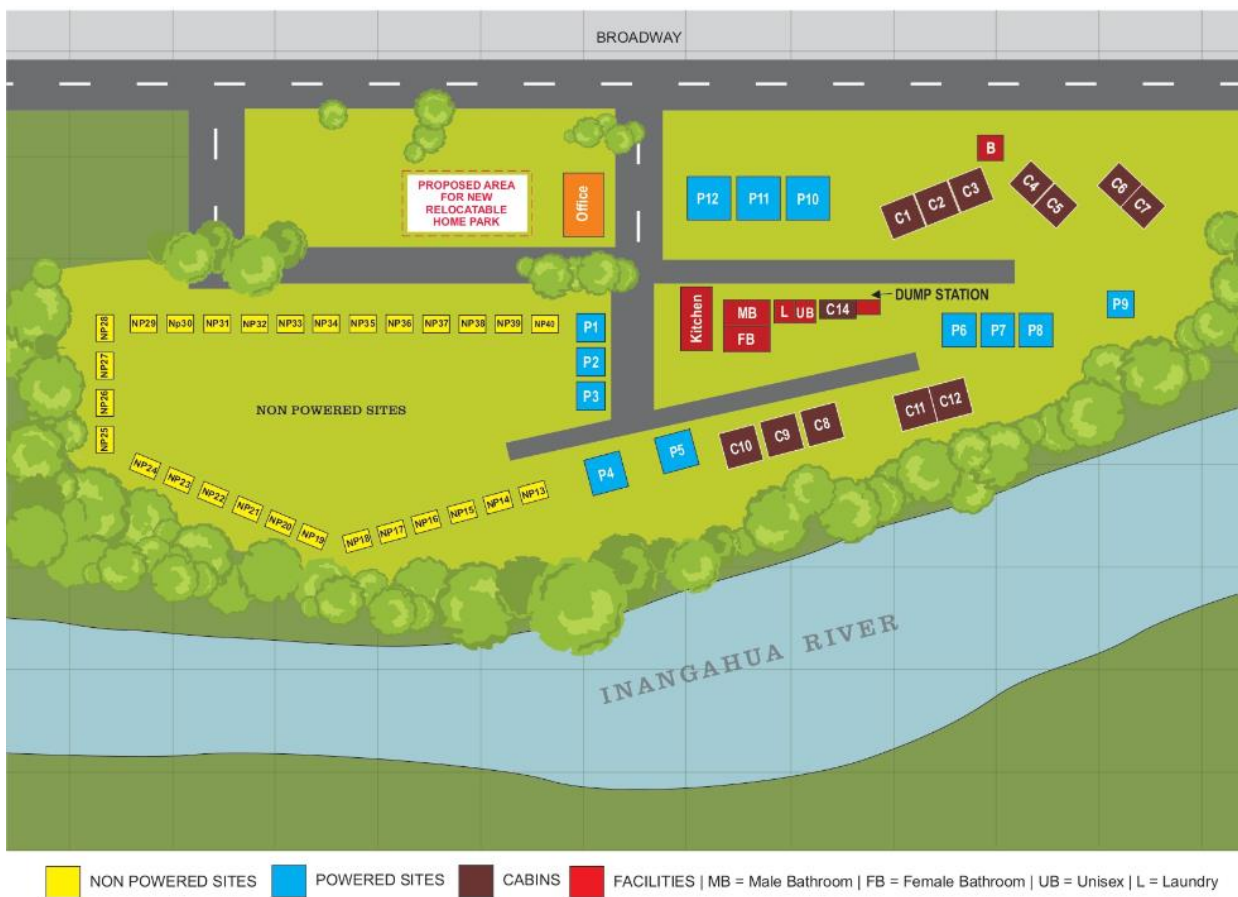 BROADWAY
B
PROPOSED AREA
FOR NEW
RELOCATABLE
HOME PARK
Office
P12
P11
P10
C1
C2
C3
C4
C5
C6
C7
DUMP STATION
Kitchen
MB
FB
L
UB
C14
P9
P6
P7
P8
NP28
NP29
Np30
NP31
NP32
NP33
NP34
NP35
NP36
NP37
NP38
NP39
NP40
P1
P2
P3
NP27
NP26
NP25
NON POWERED SITES
C11
C12
C10
C9
C8
P5
P4
NP24
NP23
NP22
NP21
NP20
NP19
NP18
NP17
NP16
NP15
NP14
NP13
INANGAHUA RIVER
NON POWERED SITES
POWERED SITES
CABINS
FACILITIES | MB = Male Bathroom | FB = Female Bathroom | UB = Unisex | L = Laundry